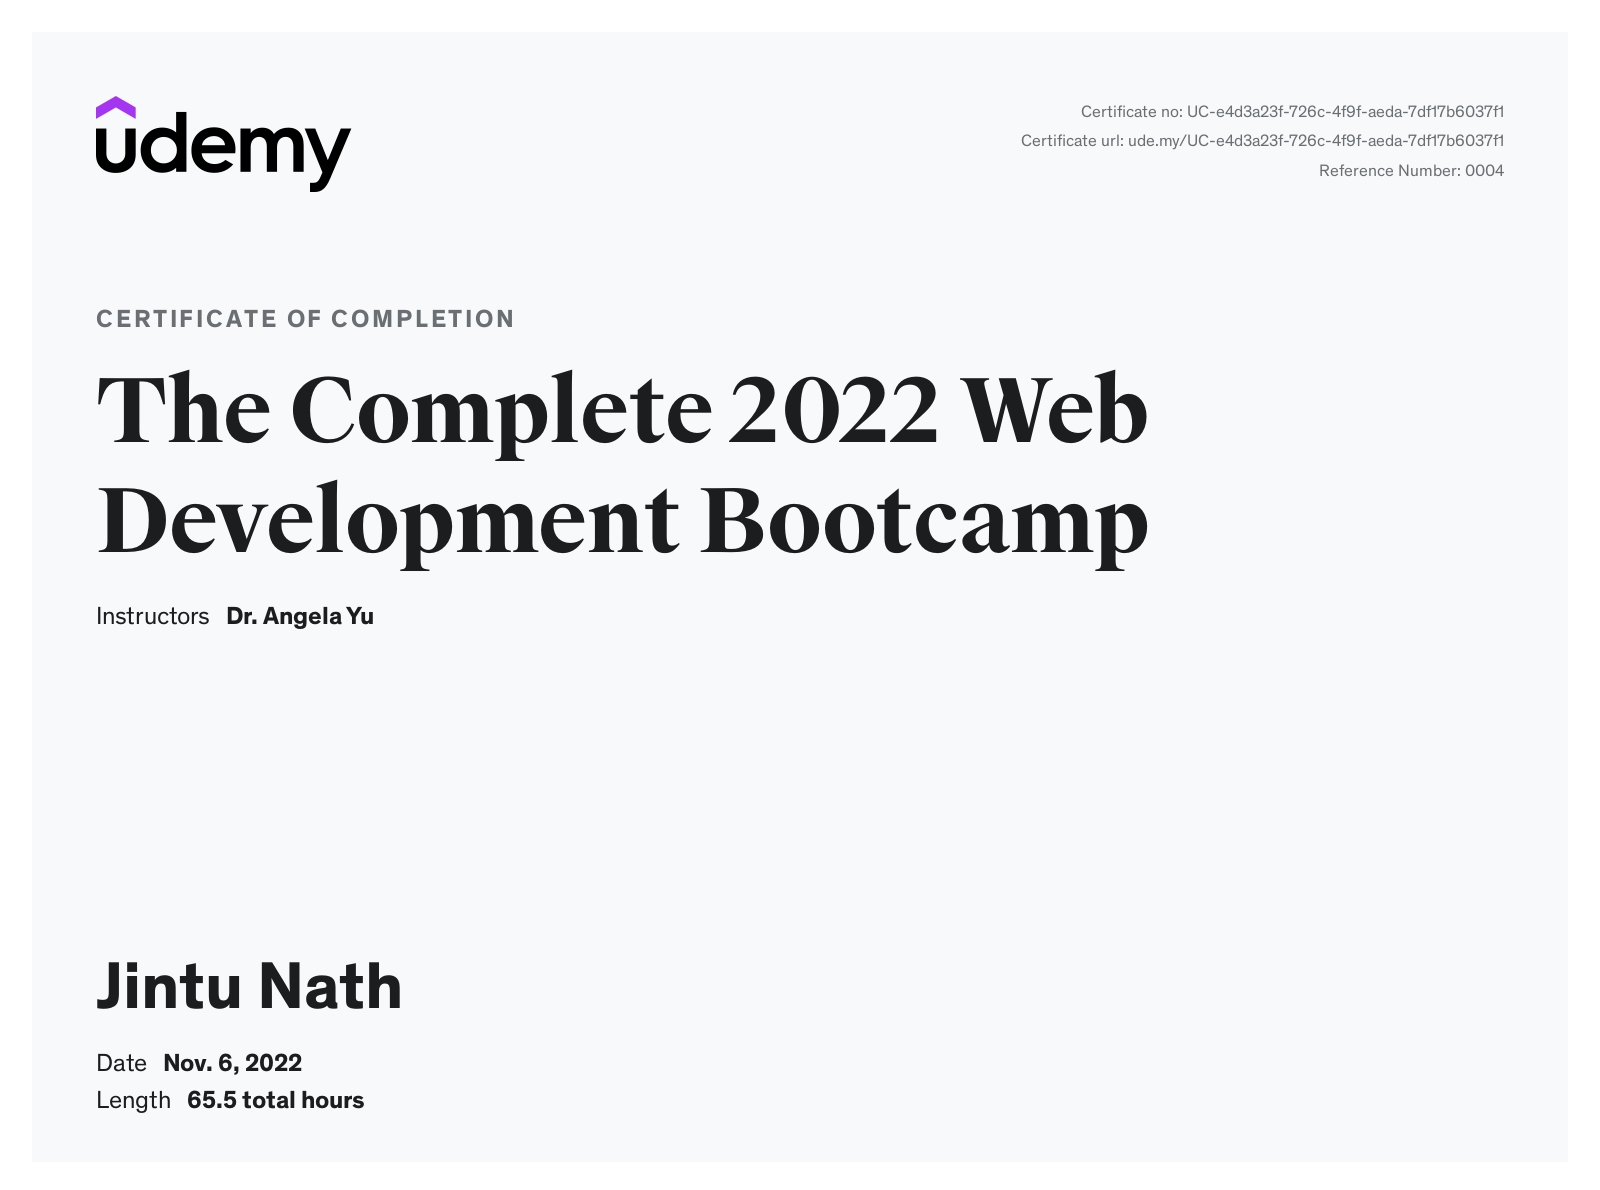 udemy
Certificate no: UC-e4d3a23f-726c-4f9f-aeda-7df17b6037f1
Certificate url: ude.my/UC-e4d3a23f-726c-4f9f-aeda-7df17b6037f1
Reference Number: 0004
CERTIFICATE OF COMPLETION
The Complete 2022 Web
Development Bootcamp
Instructors Dr. Angela Yu
Jintu Nath
Date Nov. 6, 2022
Length 65.5 total hours